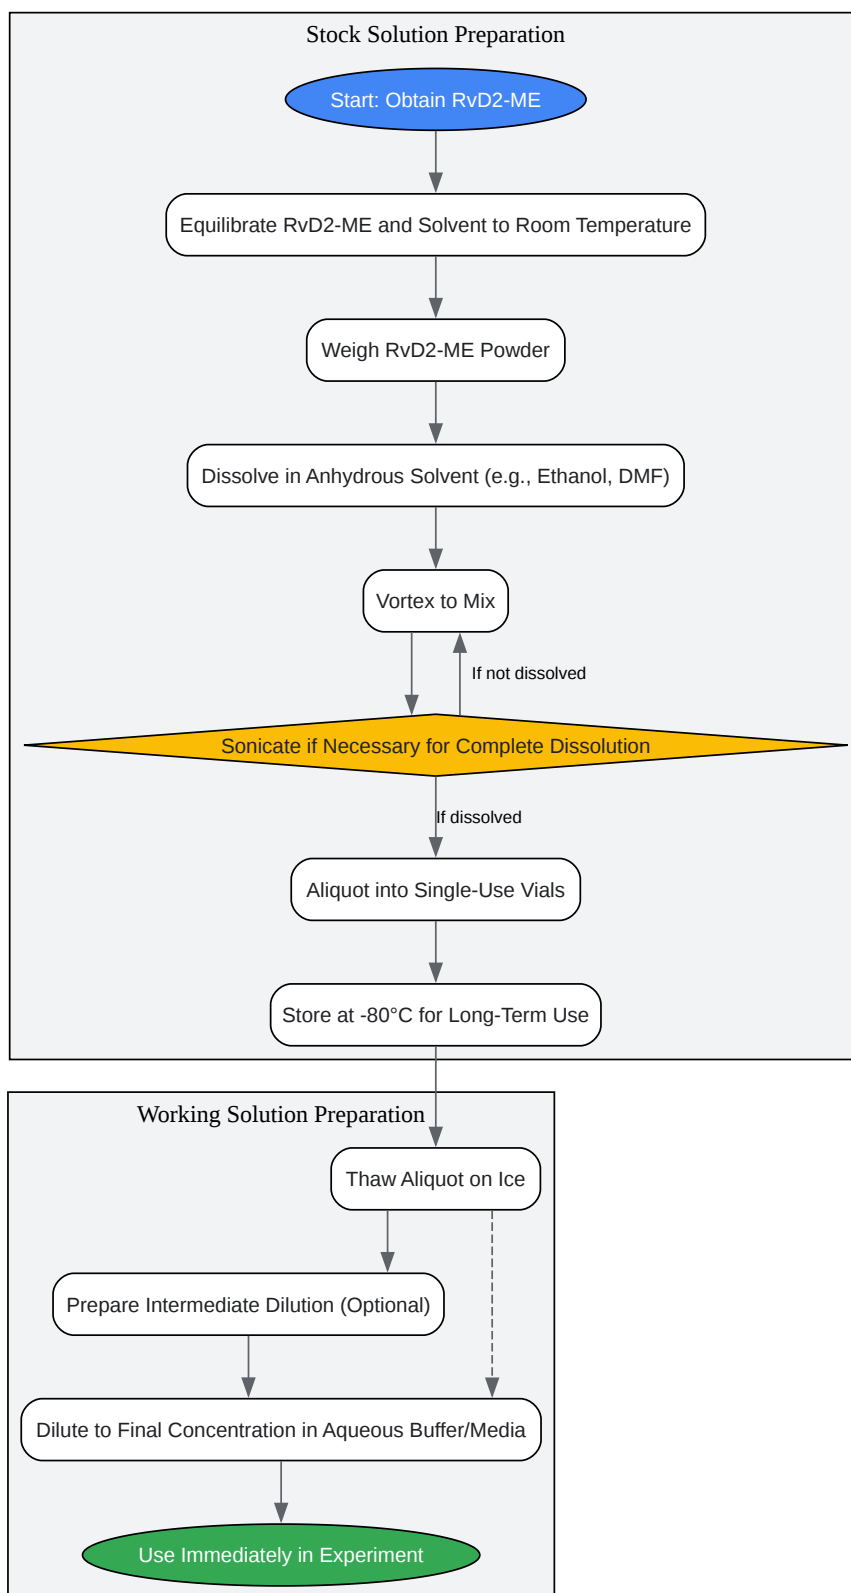 Stock Solution Preparation
Start: Obtain RvD2-ME
Equilibrate RvD2-ME and Solvent to Room Temperature
Weigh RvD2-ME Powder
Dissolve in Anhydrous Solvent (e.g., Ethanol, DMF)
Vortex to Mix
If not dissolved
Sonicate if Necessary for Complete Dissolution
If dissolved
Aliquot into Single-Use Vials
Store at -80°C for Long-Term Use
Working Solution Preparation
Thaw Aliquot on Ice
Prepare Intermediate Dilution (Optional)
Dilute to Final Concentration in Aqueous Buffer/Media
Use Immediately in Experiment